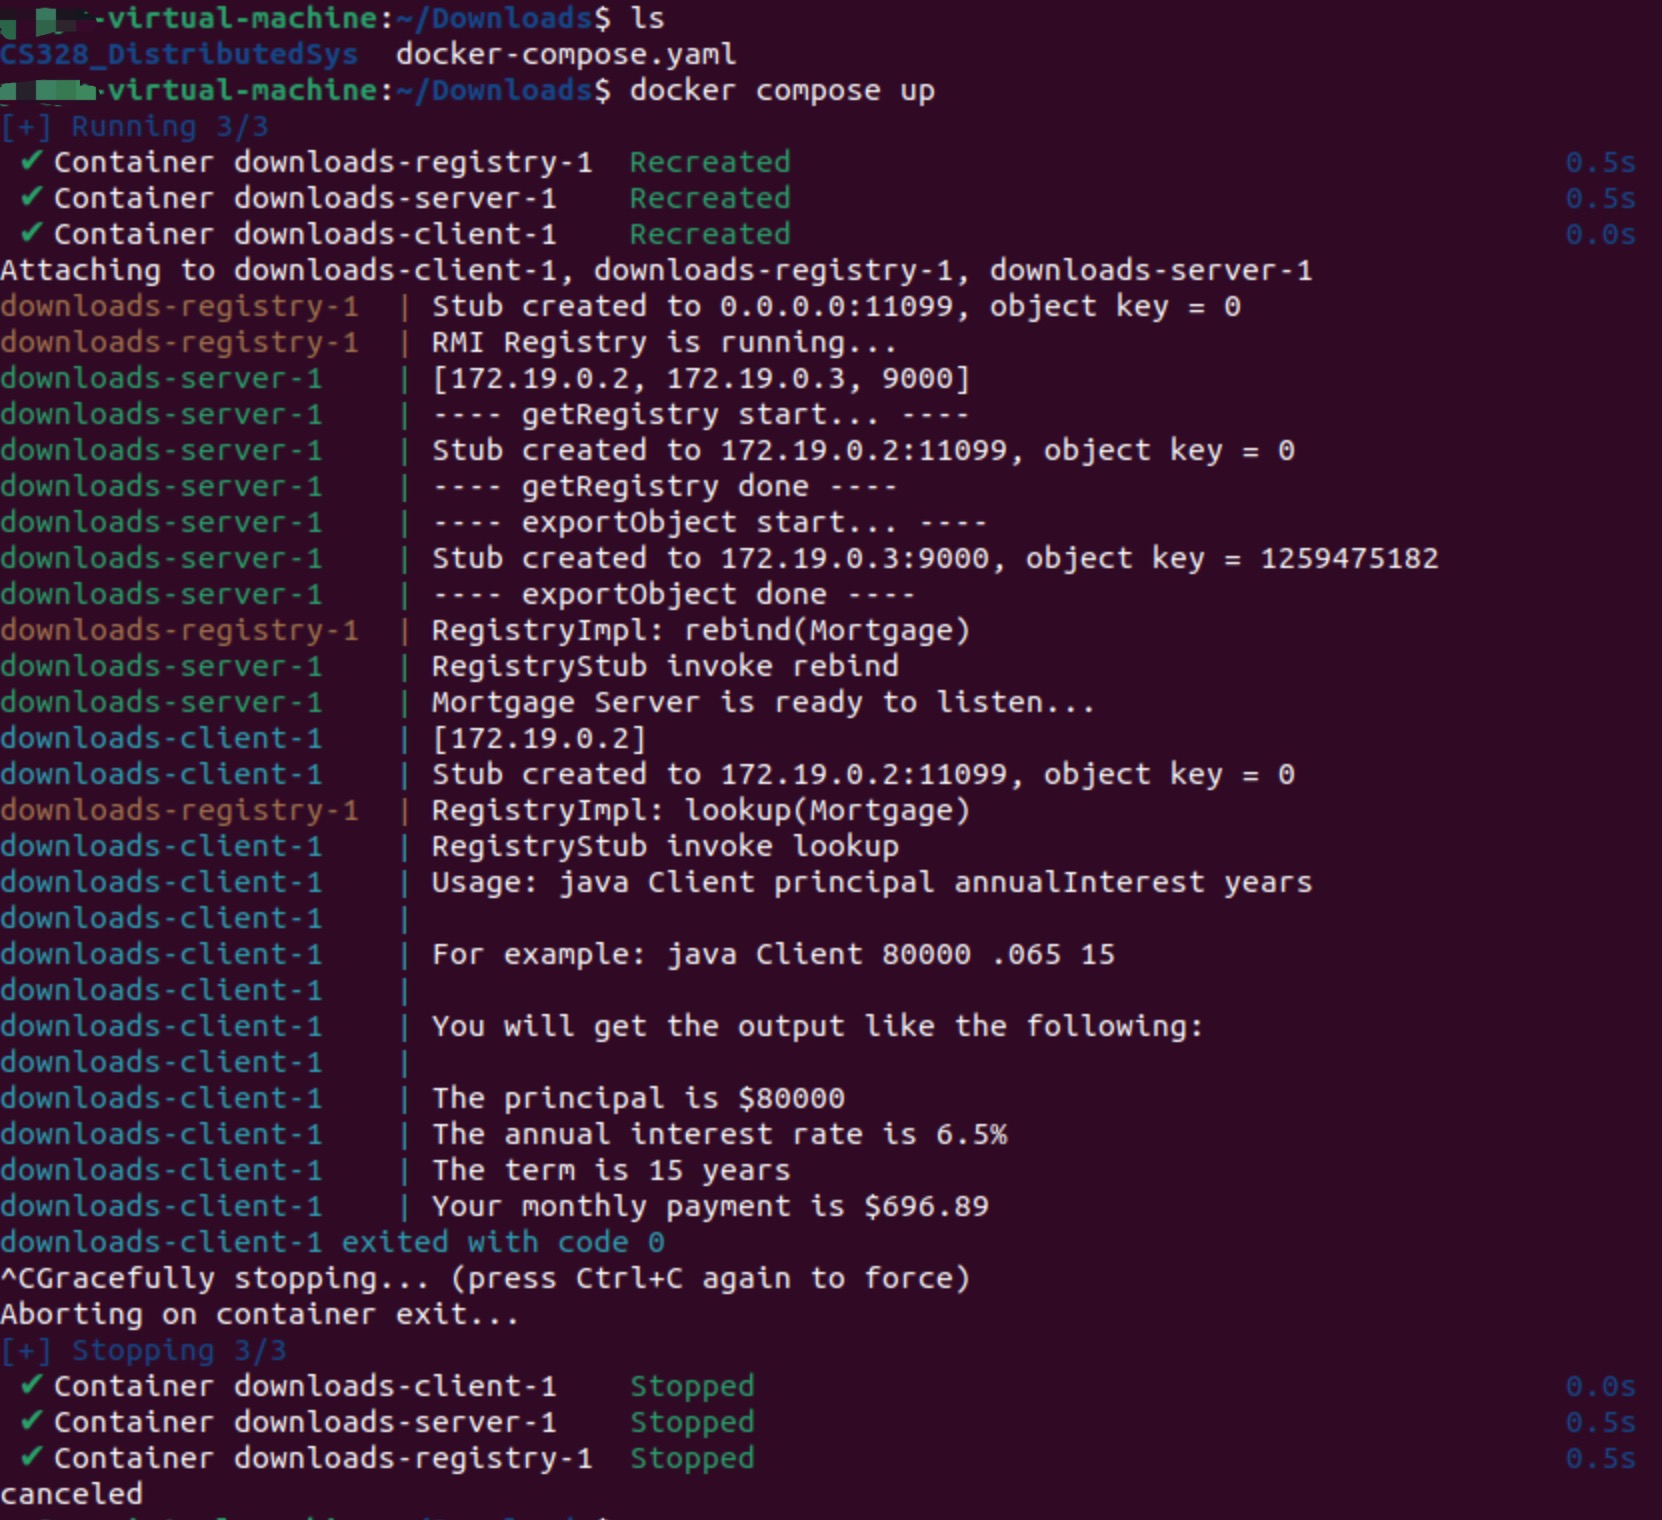 -virtual-machine:~/Downloads$ ls
CS328_DistributedSys  docker-compose.yaml
-virtual-machine:~/Downloads$ docker compose up
[+] Running 3/3
 ✔ Container downloads-registry-1  Recreated  0.5s
 ✔ Container downloads-server-1    Recreated  0.5s
 ✔ Container downloads-client-1    Recreated  0.0s
Attaching to downloads-client-1, downloads-registry-1, downloads-server-1
downloads-registry-1  | Stub created to 0.0.0.0:11099, object key = 0
downloads-registry-1  | RMI Registry is running...
downloads-server-1    | [172.19.0.2, 172.19.0.3, 9000]
downloads-server-1    | ---- getRegistry start... ----
downloads-server-1    | Stub created to 172.19.0.2:11099, object key = 0
downloads-server-1    | ---- getRegistry done ----
downloads-server-1    | ---- exportObject start... ----
downloads-server-1    | Stub created to 172.19.0.3:9000, object key = 1259475182
downloads-server-1    | ---- exportObject done ----
downloads-registry-1  | RegistryImpl: rebind(Mortgage)
downloads-server-1    | RegistryStub invoke rebind
downloads-server-1    | Mortgage Server is ready to listen...
downloads-client-1    | [172.19.0.2]
downloads-client-1    | Stub created to 172.19.0.2:11099, object key = 0
downloads-registry-1  | RegistryImpl: lookup(Mortgage)
downloads-client-1    | RegistryStub invoke lookup
downloads-client-1    | Usage: java Client principal annualInterest years
downloads-client-1    |
downloads-client-1    | For example: java Client 80000 .065 15
downloads-client-1    |
downloads-client-1    | You will get the output like the following:
downloads-client-1    |
downloads-client-1    | The principal is $80000
downloads-client-1    | The annual interest rate is 6.5%
downloads-client-1    | The term is 15 years
downloads-client-1    | Your monthly payment is $696.89
downloads-client-1 exited with code 0
^CGracefully stopping... (press Ctrl+C again to force)
Aborting on container exit...
[+] Stopping 3/3
 ✔ Container downloads-client-1    Stopped  0.0s
 ✔ Container downloads-server-1    Stopped  0.5s
 ✔ Container downloads-registry-1  Stopped  0.5s
canceled